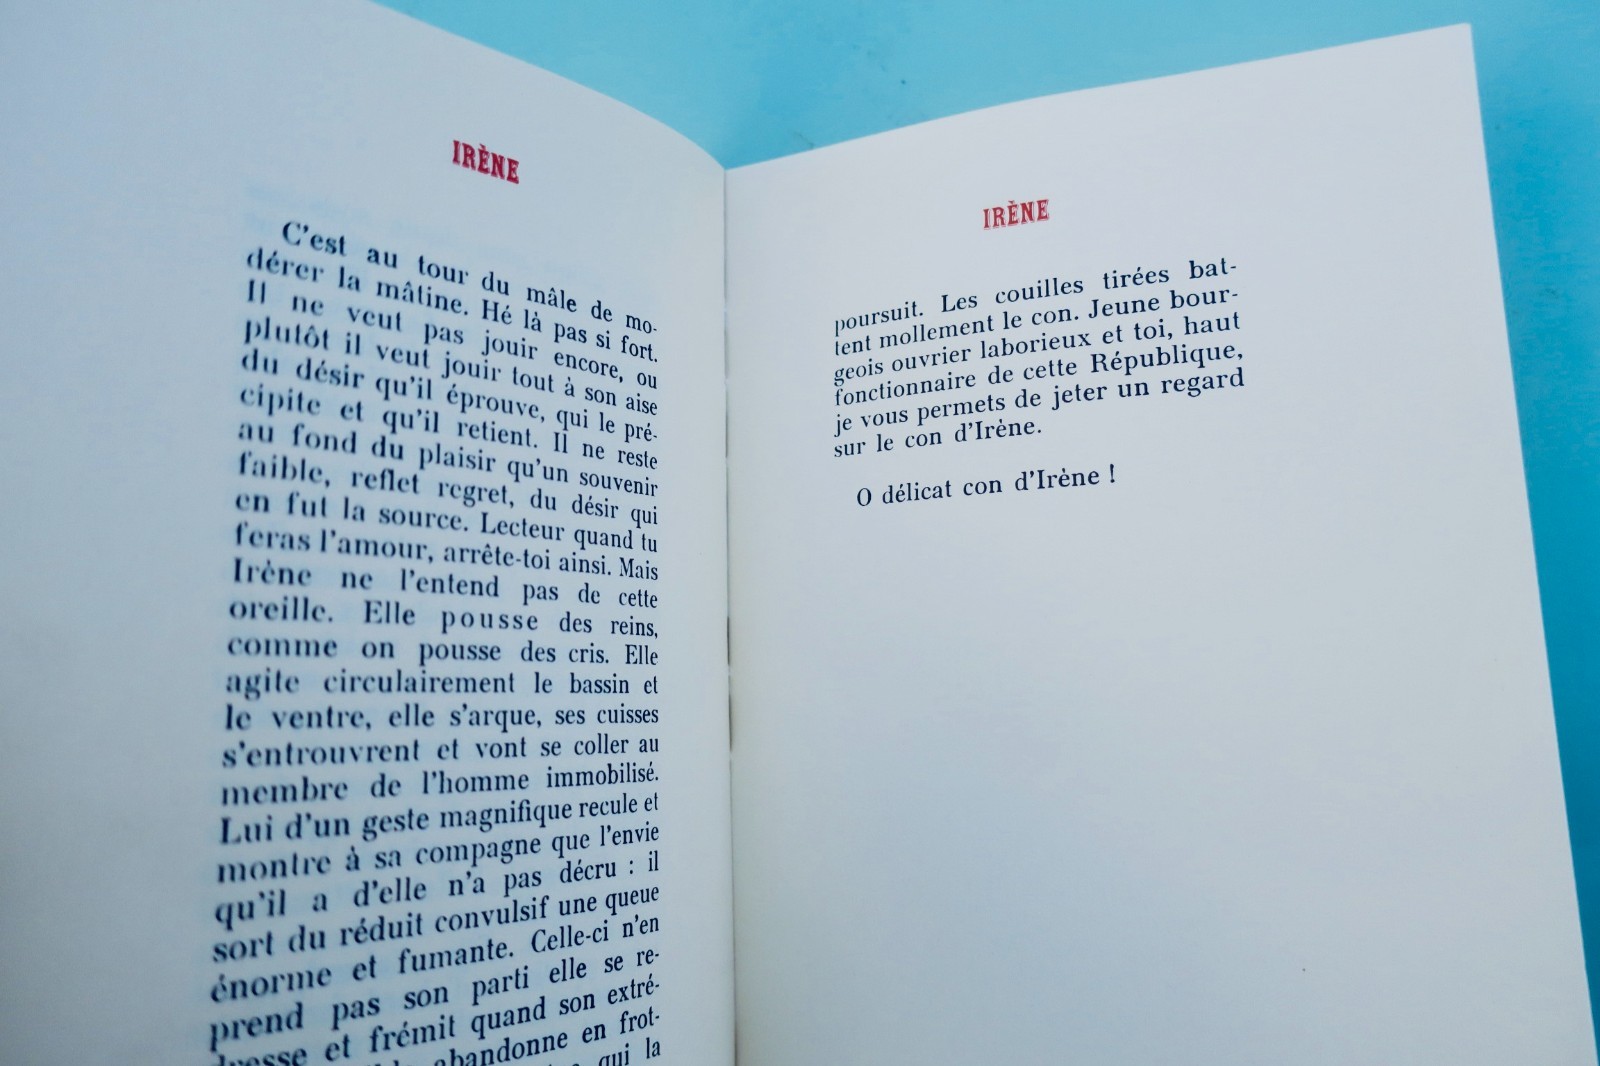 IRÈNE
C'est au tour du mâle de mo-
dérer la mâtine. Hé là pas si fort.
Il ne veut pas jouir encore, ou
plutôt il veut jouir tout à son aise
du désir qu'il éprouve, qui le pré-
cipite et qu'il retient. Il ne reste
au fond du plaisir qu'un souvenir
faible, reflet regret, du désir qui
en fut la source. Lecteur quand tu
feras l'amour, arrête-toi ainsi. Mais
Irène ne l'entend pas de cette
oreille. Elle pousse des reins,
comme on pousse des cris. Elle
agite circulairement le bassin et
le ventre, elle s'arque, ses cuisses
s'entrouvrent et vont se coller au
membre de l'homme immobilisé.
Lui d'un geste magnifique recule et
montre à sa compagne que l'envie
qu'il a d'elle n'a pas décru : il
sort du réduit convulsif une queue
énorme et fumante. Celle-ci n'en
prend pas son parti elle se re-
dresse et frémit quand son extré-
abandonne en frot-
qui la
IRÈNE
poursuit. Les couilles tirées bat-
tent mollement le con. Jeune bour-
geois ouvrier laborieux et toi, haut
fonctionnaire de cette République,
je vous permets de jeter un regard
sur le con d'Irène.
O délicat con d'Irène !